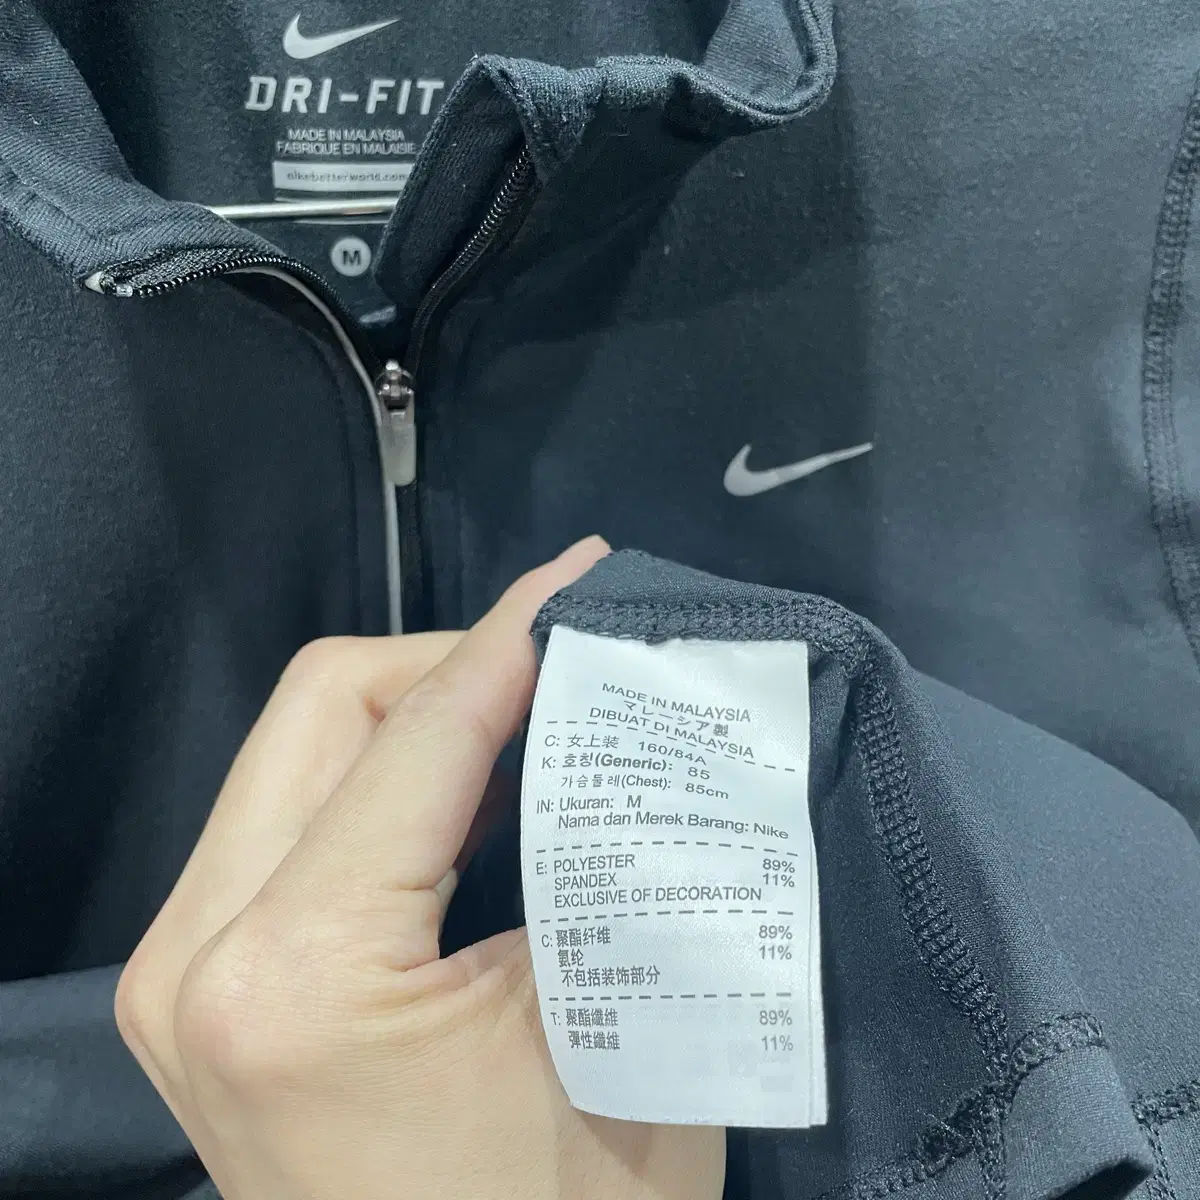 DRI-FIT
MADE IN MALAYSIA
FABRIQUE EN MALAISIE
nikebetterworld.com
M
MADE IN MALAYSIA
マレーシア製
DIBUAT DI MALAYSIA
C: 女上裝 160/84A
K: 호칭(Generic): 85
가슴둘레(Chest): 85cm
IN: Ukuran: M
Nama dan Merek Barang: Nike
E: POLYESTER 89%
SPANDEX 11%
EXCLUSIVE OF DECORATION
C: 聚酯纤维 89%
氨纶 11%
不包括装饰部分
T: 聚酯纖維 89%
彈性纖維 11%